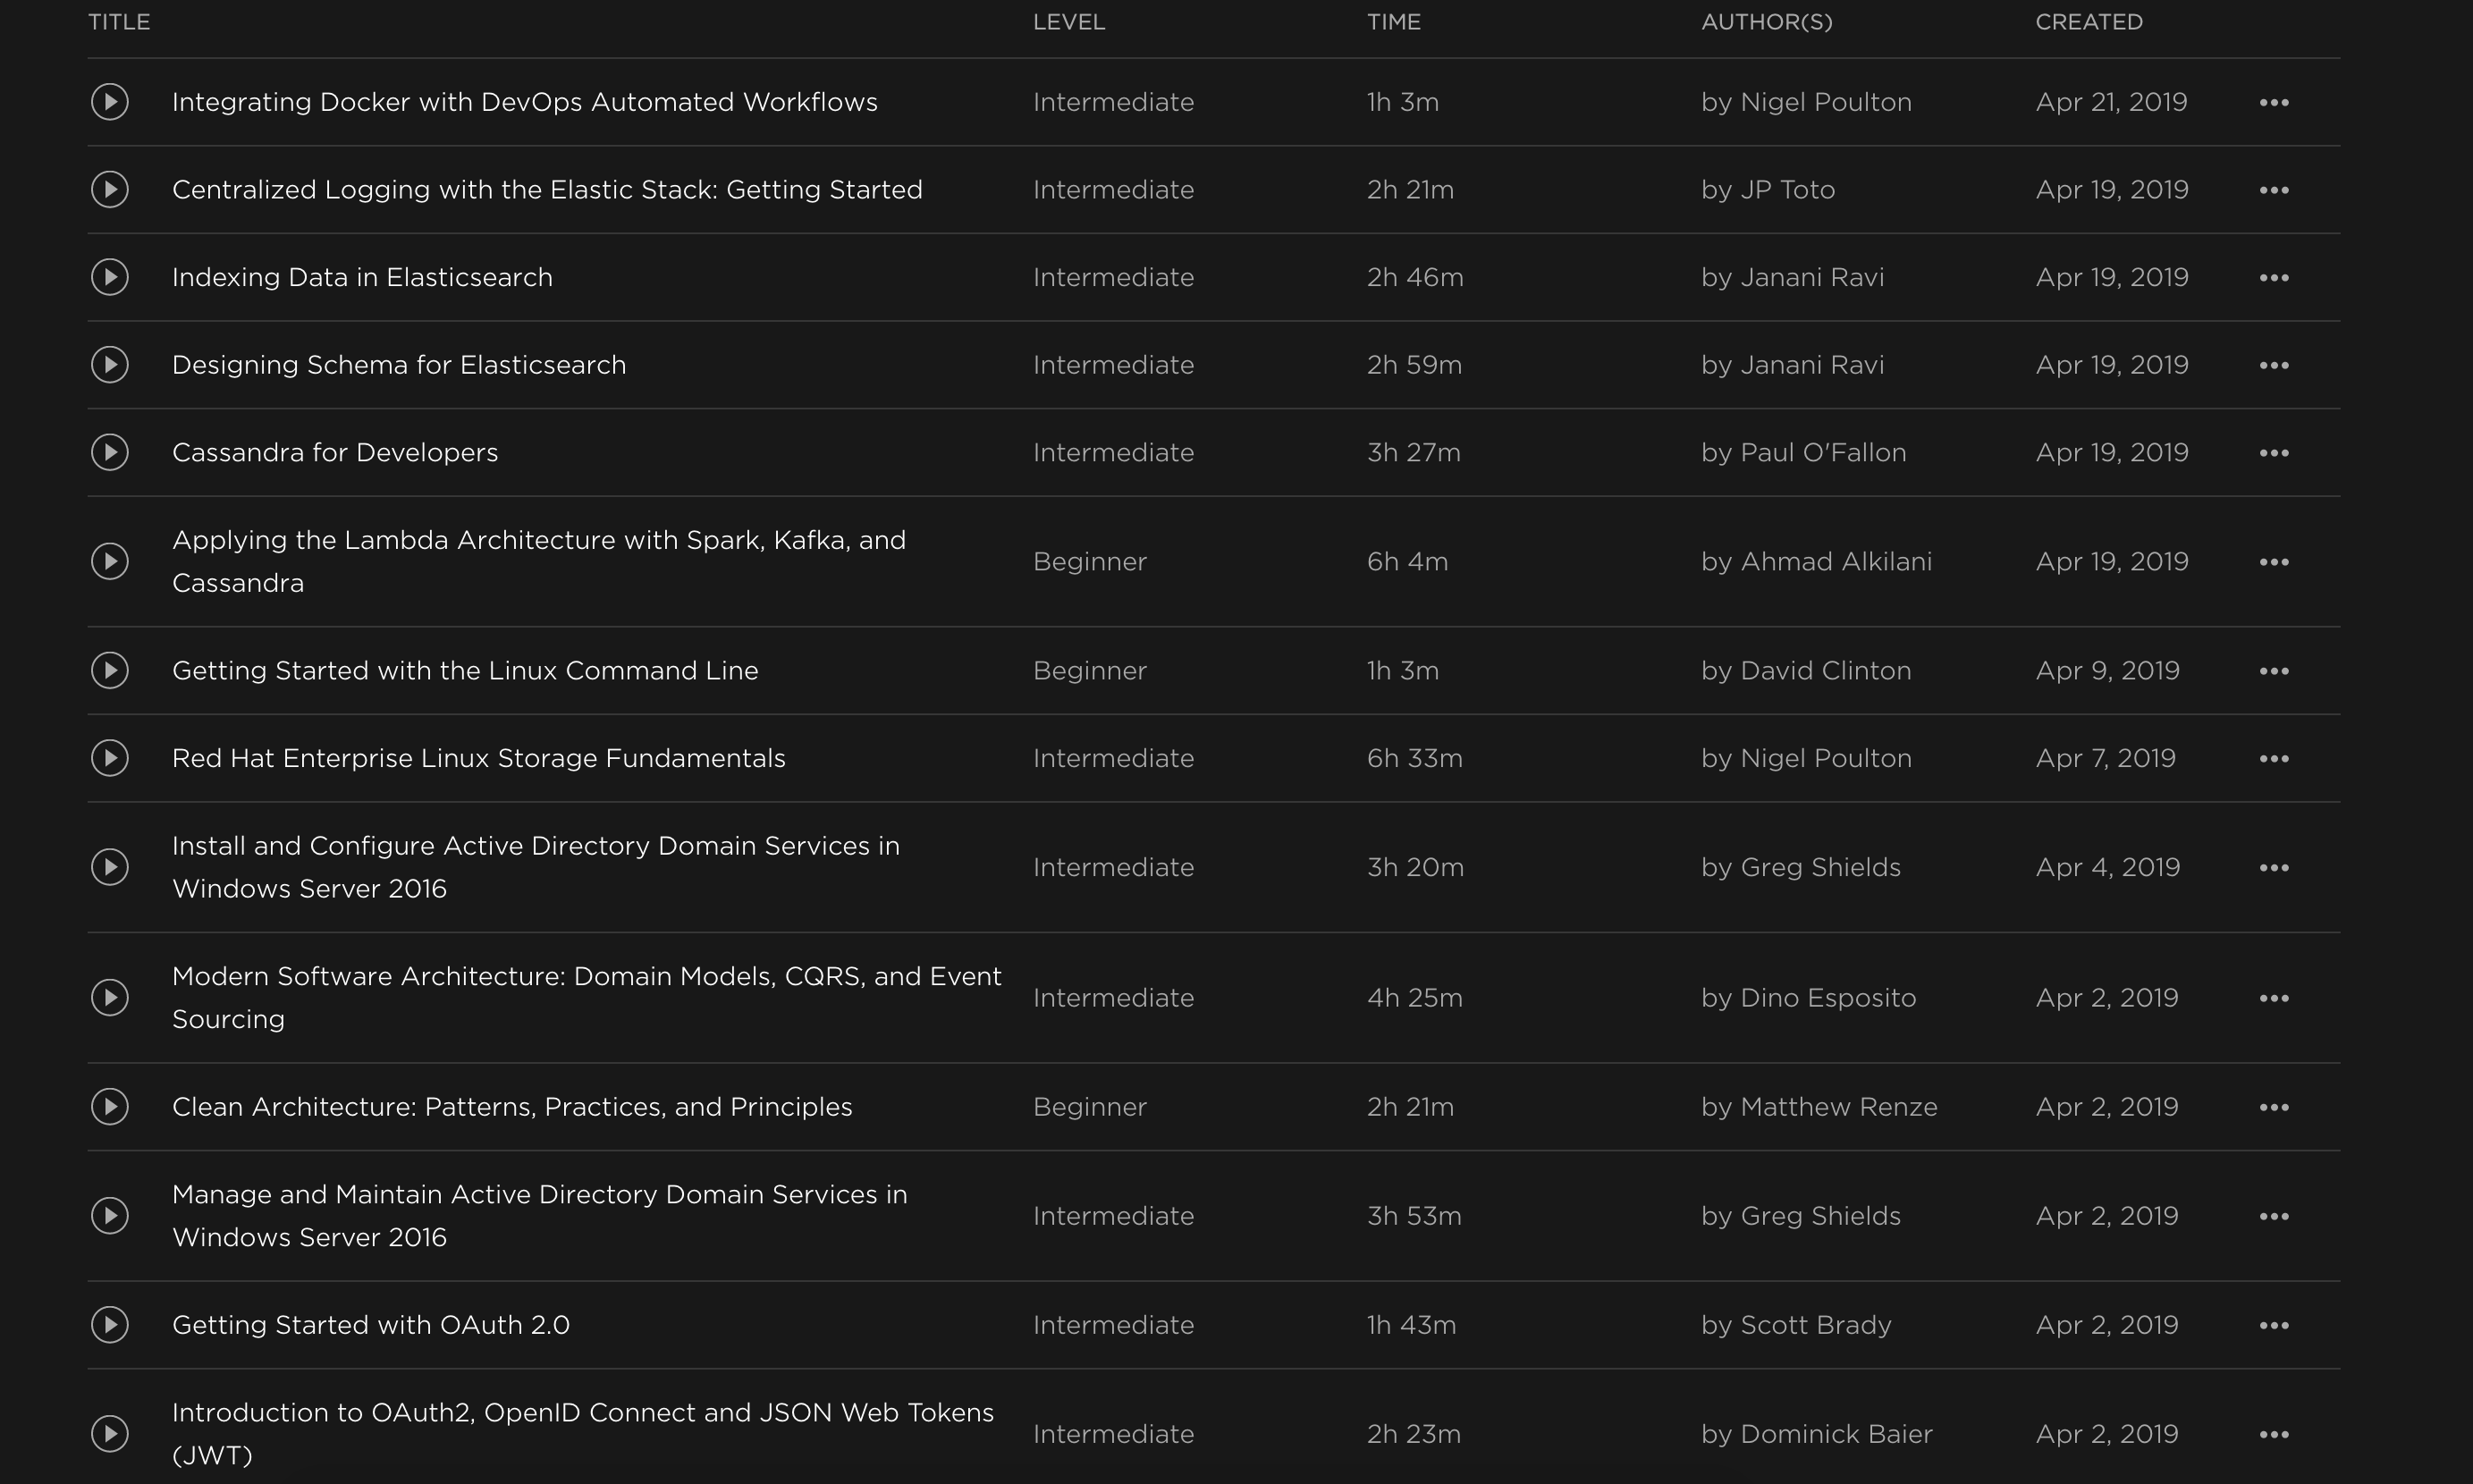 TITLE LEVEL TIME AUTHOR(S) CREATED
Integrating Docker with DevOps Automated Workflows Intermediate 1h 3m by Nigel Poulton Apr 21, 2019
Centralized Logging with the Elastic Stack: Getting Started Intermediate 2h 21m by JP Toto Apr 19, 2019
Indexing Data in Elasticsearch Intermediate 2h 46m by Janani Ravi Apr 19, 2019
Designing Schema for Elasticsearch Intermediate 2h 59m by Janani Ravi Apr 19, 2019
Cassandra for Developers Intermediate 3h 27m by Paul O'Fallon Apr 19, 2019
Applying the Lambda Architecture with Spark, Kafka, and
Cassandra
Beginner 6h 4m by Ahmad Alkilani Apr 19, 2019
Getting Started with the Linux Command Line Beginner 1h 3m by David Clinton Apr 9, 2019
Red Hat Enterprise Linux Storage Fundamentals Intermediate 6h 33m by Nigel Poulton Apr 7, 2019
Install and Configure Active Directory Domain Services in
Windows Server 2016
Intermediate 3h 20m by Greg Shields Apr 4, 2019
Modern Software Architecture: Domain Models, CQRS, and Event
Sourcing
Intermediate 4h 25m by Dino Esposito Apr 2, 2019
Clean Architecture: Patterns, Practices, and Principles Beginner 2h 21m by Matthew Renze Apr 2, 2019
Manage and Maintain Active Directory Domain Services in
Windows Server 2016
Intermediate 3h 53m by Greg Shields Apr 2, 2019
Getting Started with OAuth 2.0 Intermediate 1h 43m by Scott Brady Apr 2, 2019
Introduction to OAuth2, OpenID Connect and JSON Web Tokens
(JWT)
Intermediate 2h 23m by Dominick Baier Apr 2, 2019